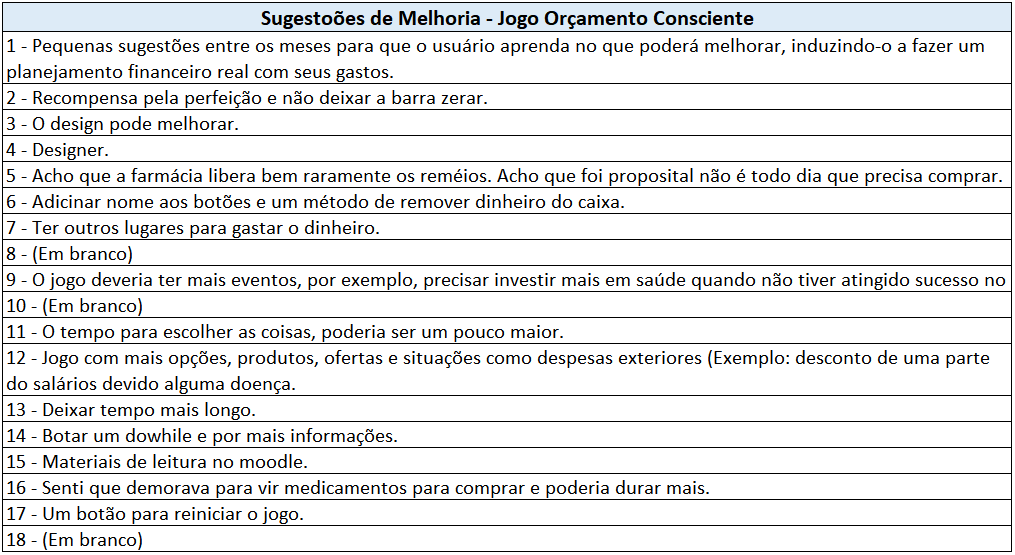 Sugestoões de Melhoria - Jogo Orçamento Consciente
1 - Pequenas sugestões entre os meses para que o usuário aprenda no que poderá melhorar, induzindo-o a fazer um
planejamento financeiro real com seus gastos.
2 - Recompensa pela perfeição e não deixar a barra zerar.
3 - O design pode melhorar.
4 - Designer.
5 - Acho que a farmácia libera bem raramente os reméios. Acho que foi proposital não é todo dia que precisa comprar.
6 - Adicinar nome aos botões e um método de remover dinheiro do caixa.
7 - Ter outros lugares para gastar o dinheiro.
8 - (Em branco)
9 - O jogo deveria ter mais eventos, por exemplo, precisar investir mais em saúde quando não tiver atingido sucesso no
10 - (Em branco)
11 - O tempo para escolher as coisas, poderia ser um pouco maior.
12 - Jogo com mais opções, produtos, ofertas e situações como despesas exteriores (Exemplo: desconto de uma parte
do salários devido alguma doença.
13 - Deixar tempo mais longo.
14 - Botar um dowhile e por mais informações.
15 - Materiais de leitura no moodle.
16 - Senti que demorava para vir medicamentos para comprar e poderia durar mais.
17 - Um botão para reiniciar o jogo.
18 - (Em branco)